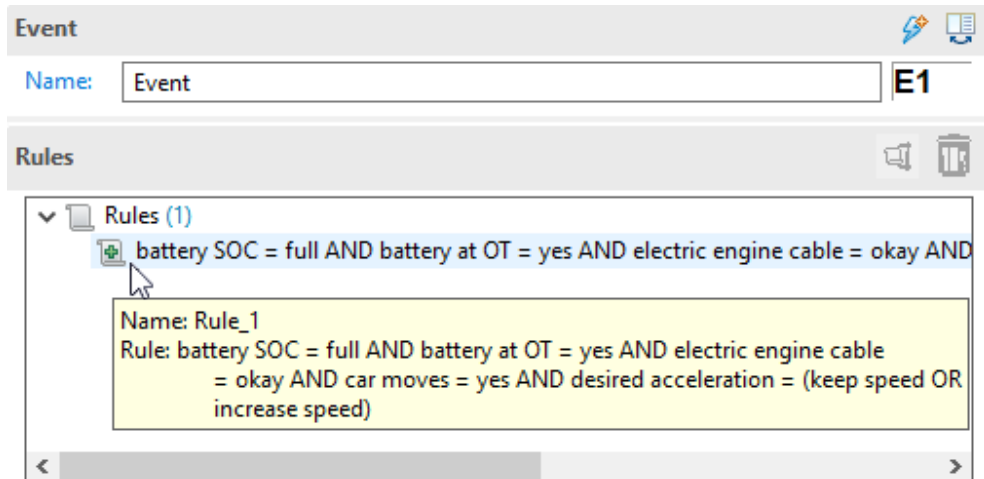 Event
Name: Event E1
Rules
Rules (1)
battery SOC = full AND battery at OT = yes AND electric engine cable = okay AND
Name: Rule_1
Rule: battery SOC = full AND battery at OT = yes AND electric engine cable
= okay AND car moves = yes AND desired acceleration = (keep speed OR
increase speed)